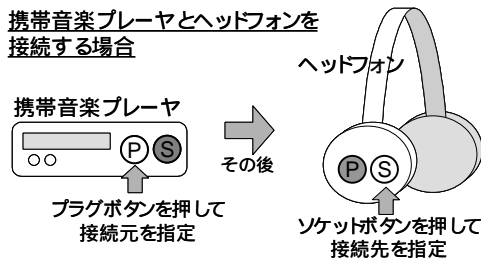 携帯音楽プレーヤとヘッドフォンを
接続する場合
ヘッドフォン
携帯音楽プレーヤ
P S
その後
P S
プラグボタンを押して
接続元を指定
ソケットボタンを押して
接続先を指定